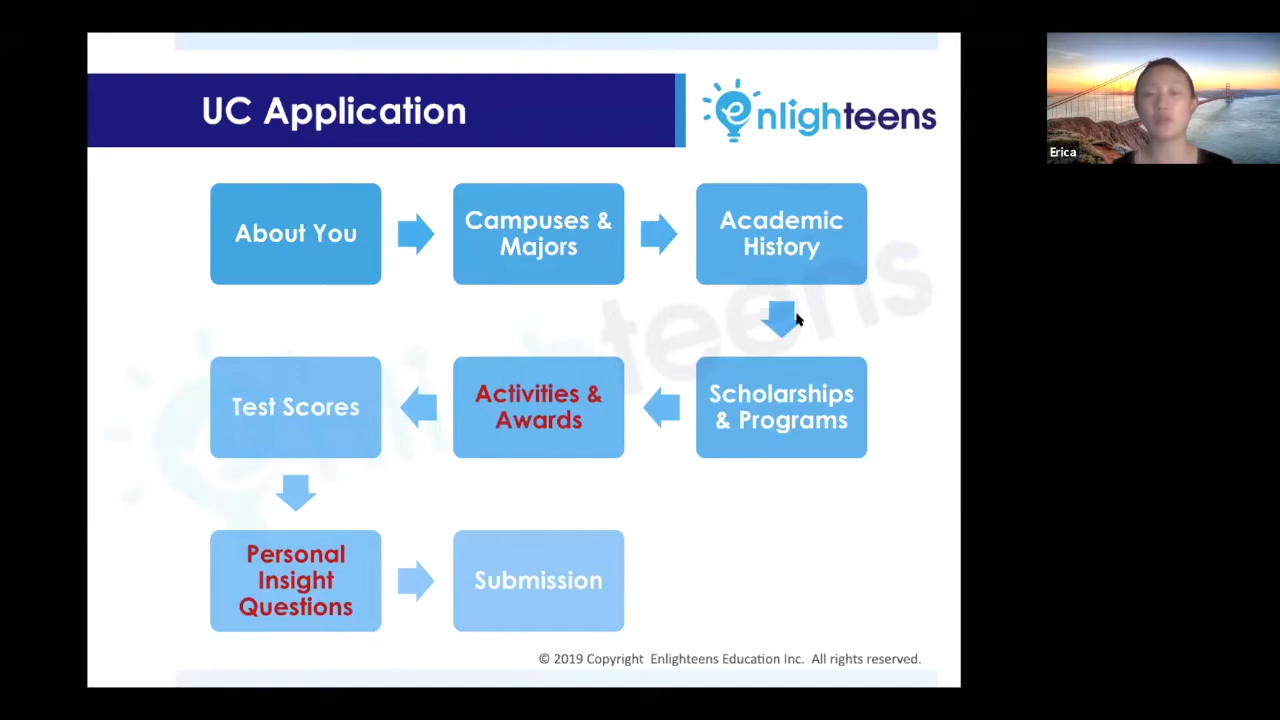 UC Application
enlighteens
Erica
About You
Campuses &
Majors
Academic
History
Scholarships
& Programs
Activities &
Awards
Test Scores
Personal
Insight
Questions
Submission
enlighteens
© 2019 Copyright Enlighteens Education Inc. All rights reserved.